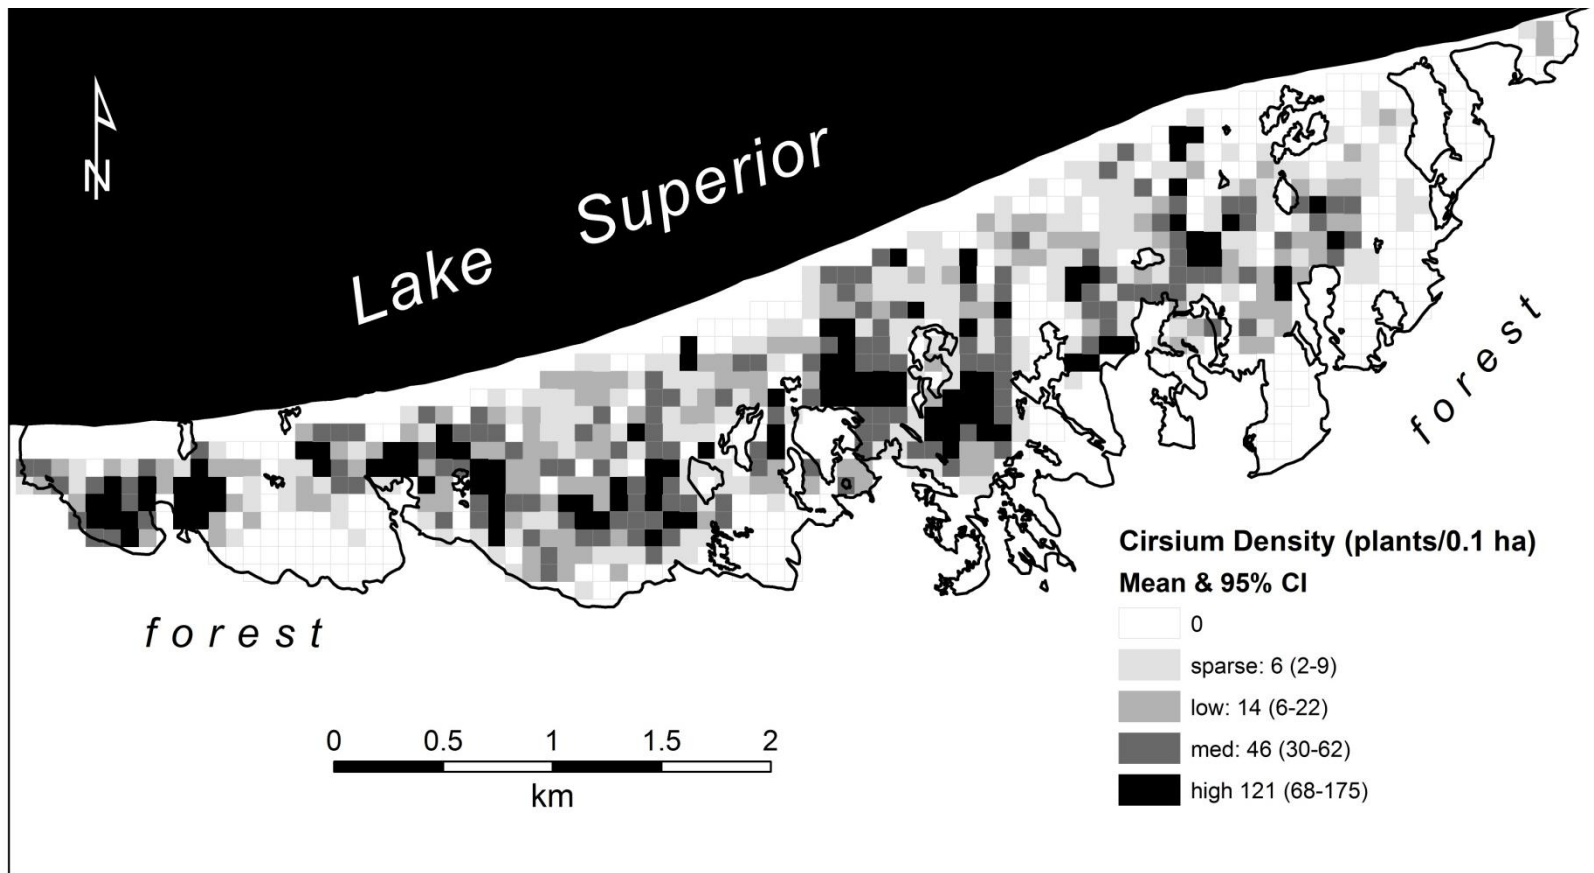 N
Lake Superior
forest
forest
Cirsium Density (plants/0.1 ha)
Mean & 95% CI
0
sparse: 6 (2-9)
low: 14 (6-22)
med: 46 (30-62)
high 121 (68-175)
0 0.5 1 1.5 2
km